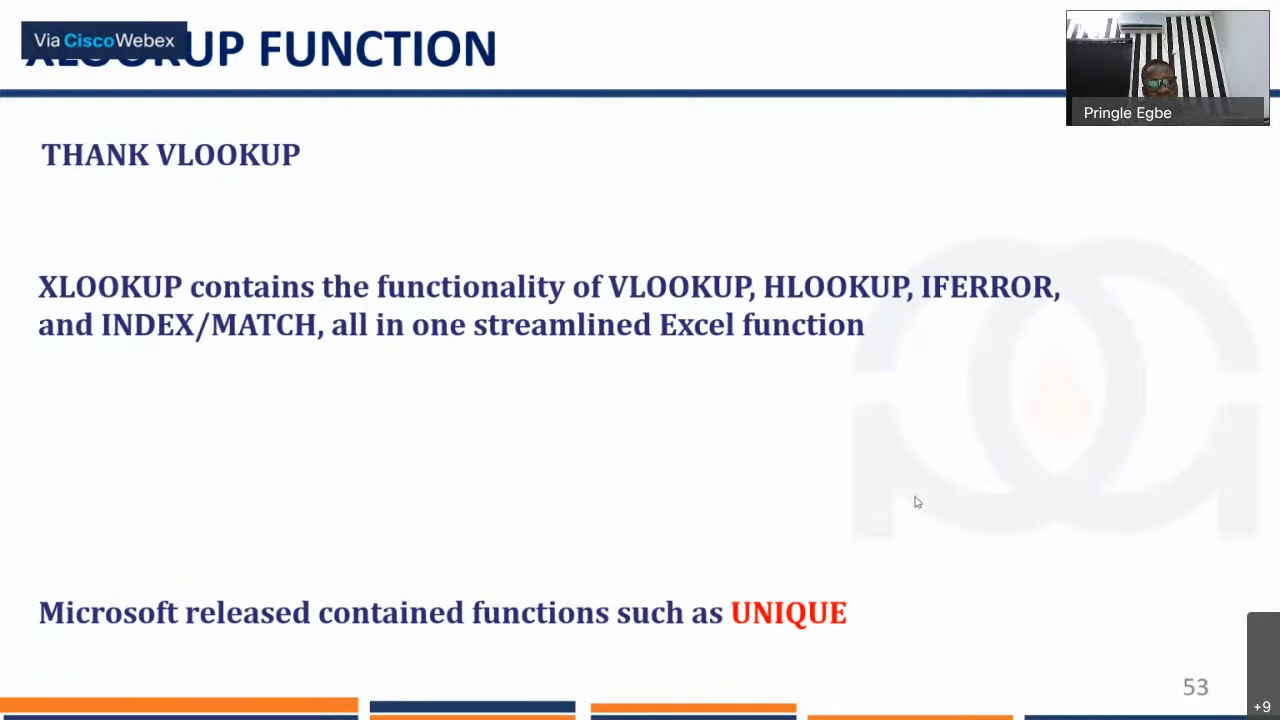 Via CiscoWebex
XLOOKUP FUNCTION
Pringle Egbe
THANK VLOOKUP
XLOOKUP contains the functionality of VLOOKUP, HLOOKUP, IFERROR,
and INDEX/MATCH, all in one streamlined Excel function
Microsoft released contained functions such as UNIQUE
53
+9